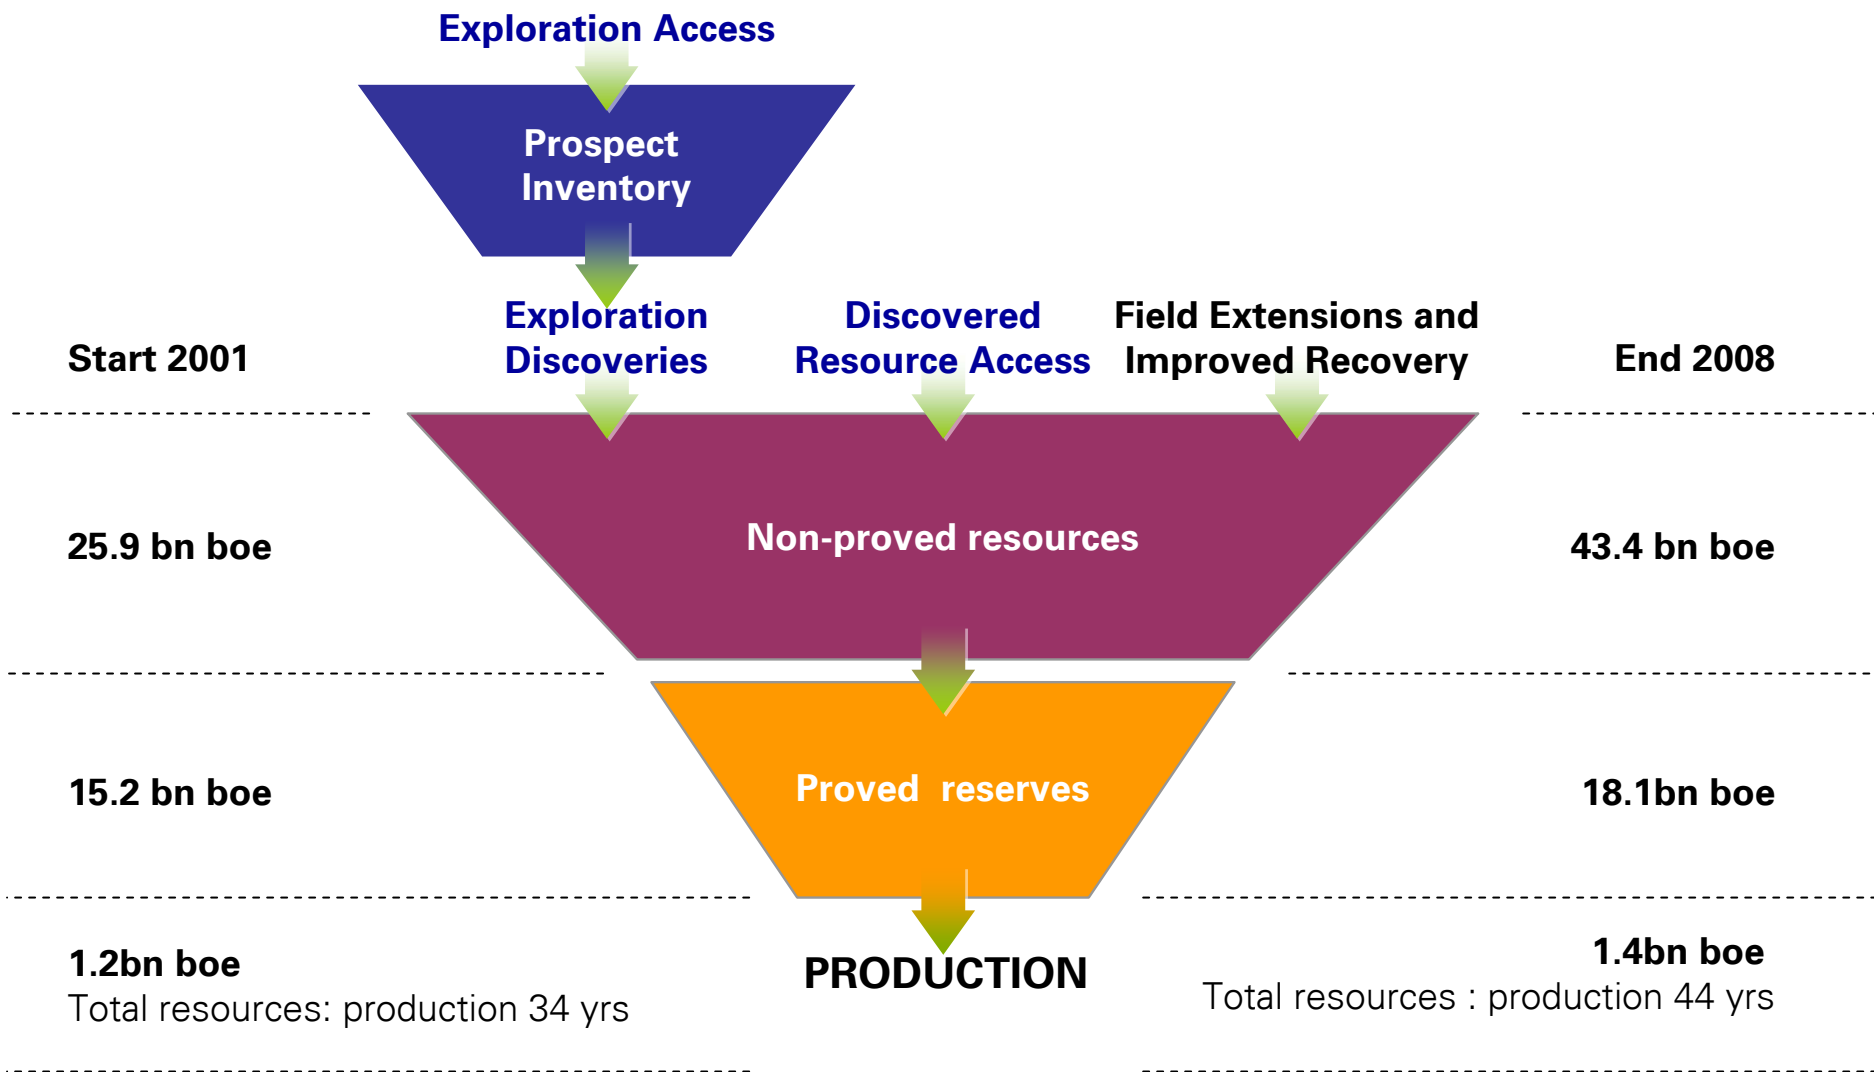 Exploration Access
Prospect
Inventory
Exploration
Discoveries
Discovered
Resource Access
Field Extensions and
Improved Recovery
Start 2001
End 2008
25.9 bn boe
Non-proved resources
43.4 bn boe
15.2 bn boe
Proved  reserves
18.1bn boe
1.2bn boe
Total resources: production 34 yrs
PRODUCTION
1.4bn boe
Total resources : production 44 yrs